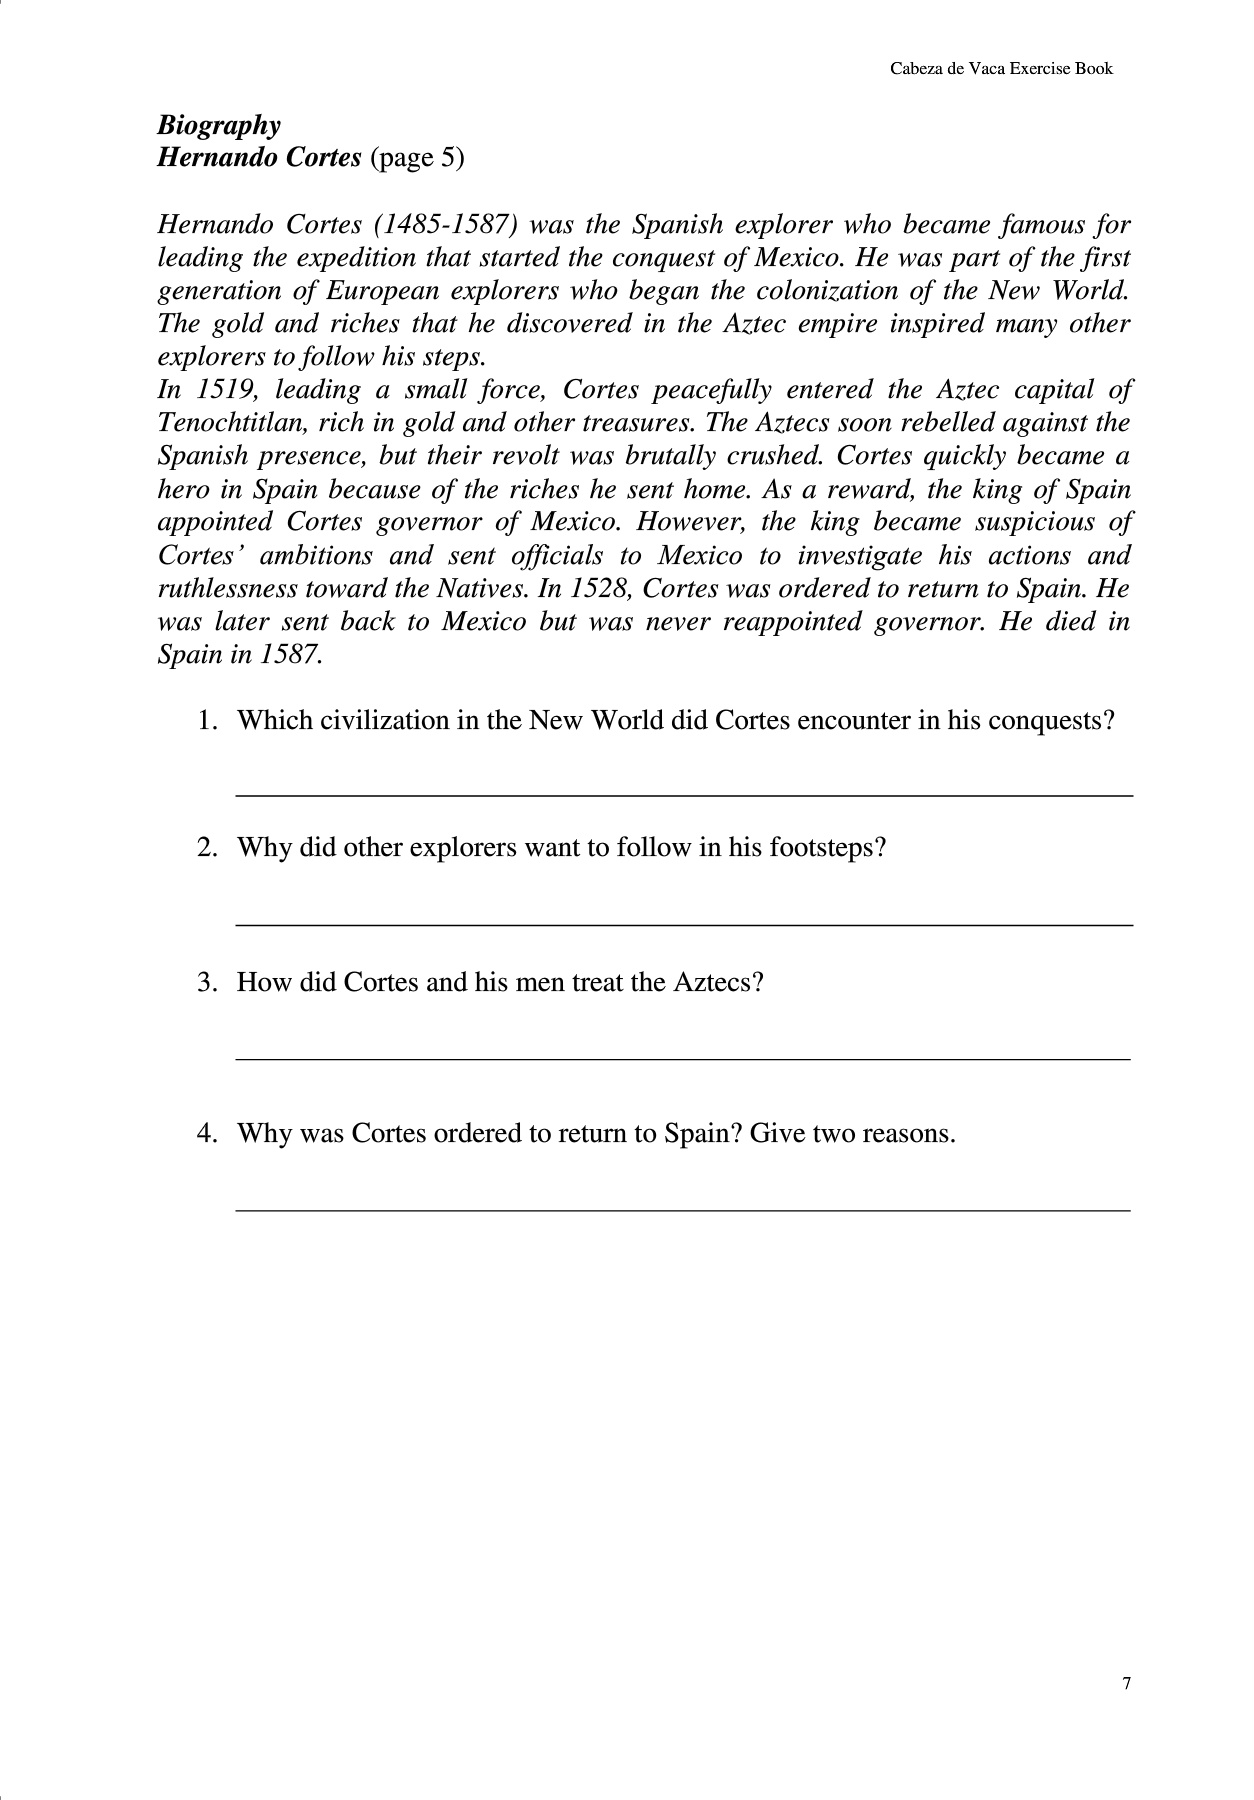 Cabeza de Vaca Exercise Book
Biography
Hernando Cortes (page 5)
Hernando Cortes (1485-1587) was the Spanish explorer who became famous for
leading the expedition that started the conquest of Mexico. He was part of the first
generation of European explorers who began the colonization of the New World.
The gold and riches that he discovered in the Aztec empire inspired many other
explorers to follow his steps.
In 1519, leading a small force, Cortes peacefully entered the Aztec capital of
Tenochtitlan, rich in gold and other treasures. The Aztecs soon rebelled against the
Spanish presence, but their revolt was brutally crushed. Cortes quickly became a
hero in Spain because of the riches he sent home. As a reward, the king of Spain
appointed Cortes governor of Mexico. However, the king became suspicious of
Cortes’ ambitions and sent officials to Mexico to investigate his actions and
ruthlessness toward the Natives. In 1528, Cortes was ordered to return to Spain. He
was later sent back to Mexico but was never reappointed governor. He died in
Spain in 1587.
1. Which civilization in the New World did Cortes encounter in his conquests?
2. Why did other explorers want to follow in his footsteps?
3. How did Cortes and his men treat the Aztecs?
4. Why was Cortes ordered to return to Spain? Give two reasons.
7